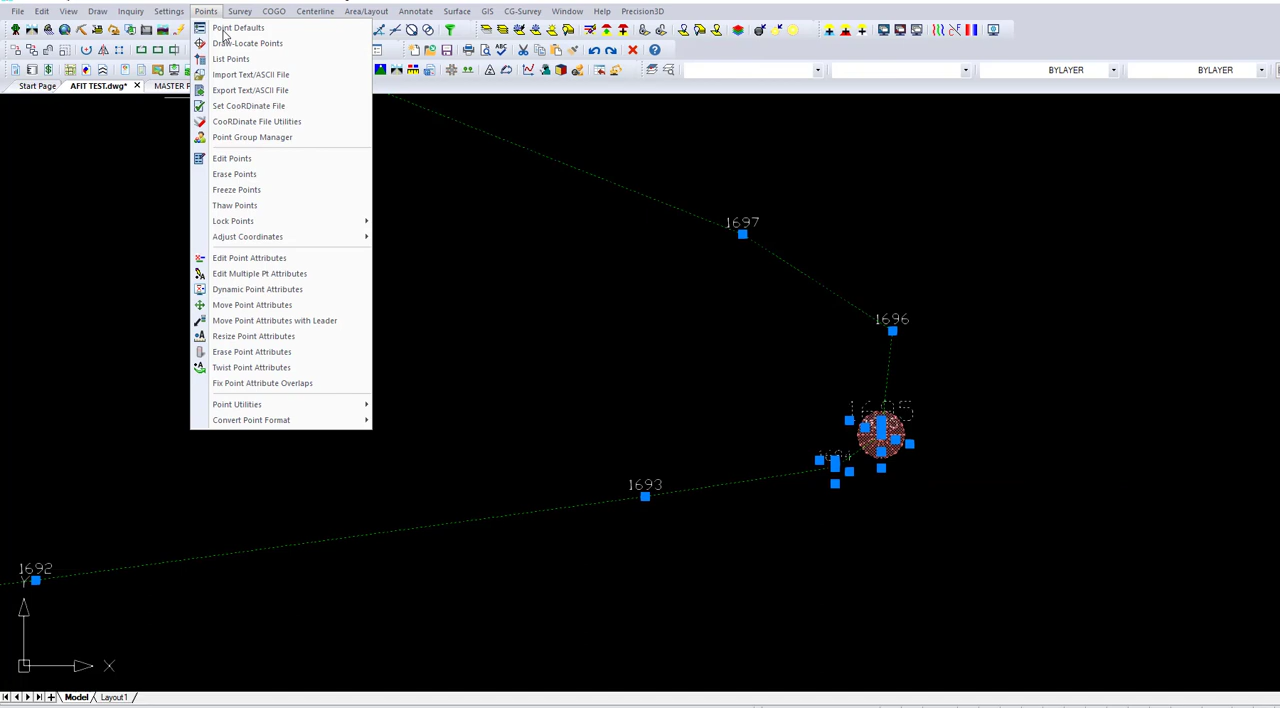 File Edit View Draw Inquiry Settings Points Survey COGO Centerline Area/Layout Annotate Surface GIS CG-Survey Window Help Precision3D
BYLAYER BYLAYER
Start Page AFIT TEST.dwg* MASTER
Point Defaults
Draw-Locate Points
List Points
Import Text/ASCII File
Export Text/ASCII File
Set CooRDinate File
CooRDinate File Utilities
Point Group Manager
Edit Points
Erase Points
Freeze Points
Thaw Points
Lock Points
Adjust Coordinates
Edit Point Attributes
Edit Multiple Pt Attributes
Dynamic Point Attributes
Move Point Attributes
Move Point Attributes with Leader
Resize Point Attributes
Erase Point Attributes
Twist Point Attributes
Fix Point Attribute Overlaps
Point Utilities
Convert Point Format
1697
1696
1693
1692
Y
X
Model Layout1